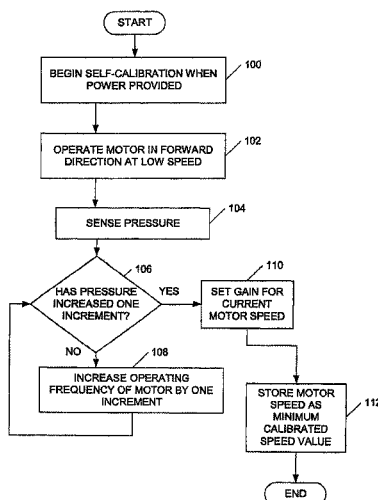 START
BEGIN SELF-CALIBRATION WHEN
POWER PROVIDED
100
OPERATE MOTOR IN FORWARD
DIRECTION AT LOW SPEED
102
SENSE PRESSURE
104
HAS PRESSURE
INCREASED ONE
INCREMENT?
106
YES
NO
SET GAIN FOR
CURRENT
MOTOR SPEED
110
INCREASE OPERATING
FREQUENCY OF MOTOR BY ONE
INCREMENT
108
STORE MOTOR
SPEED AS
MINIMUM
CALIBRATED
SPEED VALUE
112
END